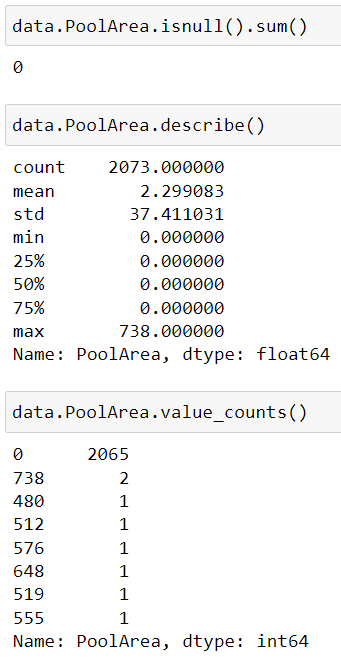 data.PoolArea.isnull().sum()
0
data.PoolArea.describe()
count    2073.000000
mean        2.299083
std        37.411031
min         0.000000
25%         0.000000
50%         0.000000
75%         0.000000
max       738.000000
Name: PoolArea, dtype: float64
data.PoolArea.value_counts()
0      2065
738       2
480       1
512       1
576       1
648       1
519       1
555       1
Name: PoolArea, dtype: int64